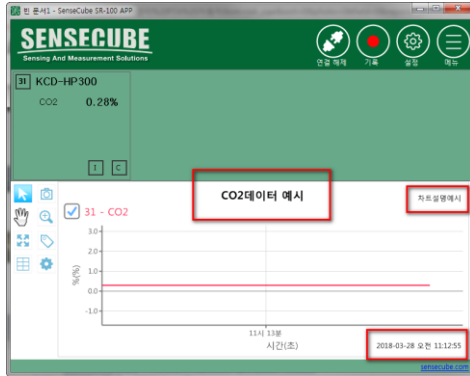 빈 문서1 - SenseCube SR-100 APP
SENSECUBE
Sensing And Measurement Solutions
연결 해제
기록
설정
메뉴
31 KCD-HP300
CO2 0.28%
I C
CO2데이터 예시
차트설명예시
31 - CO2
3.0
2.0
1.0
0.0
-1.0
%(%)
11시 13분
시간(초)
2018-03-28 오전 11:12:55
sensecube.com